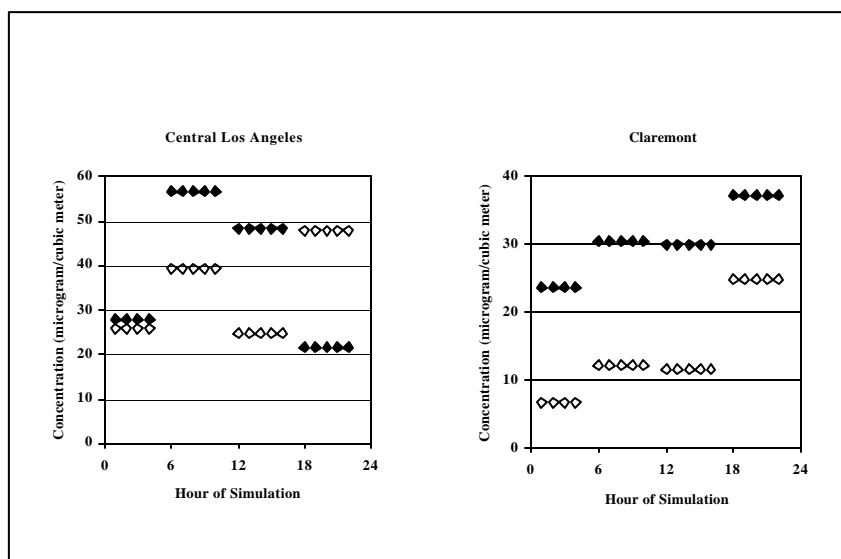 Central Los Angeles
Concentration (microgram/cubic meter)
60
50
40
30
20
10
0
0 6 12 18 24
Hour of Simulation
Claremont
Concentration (microgram/cubic meter)
40
30
20
10
0
0 6 12 18 24
Hour of Simulation